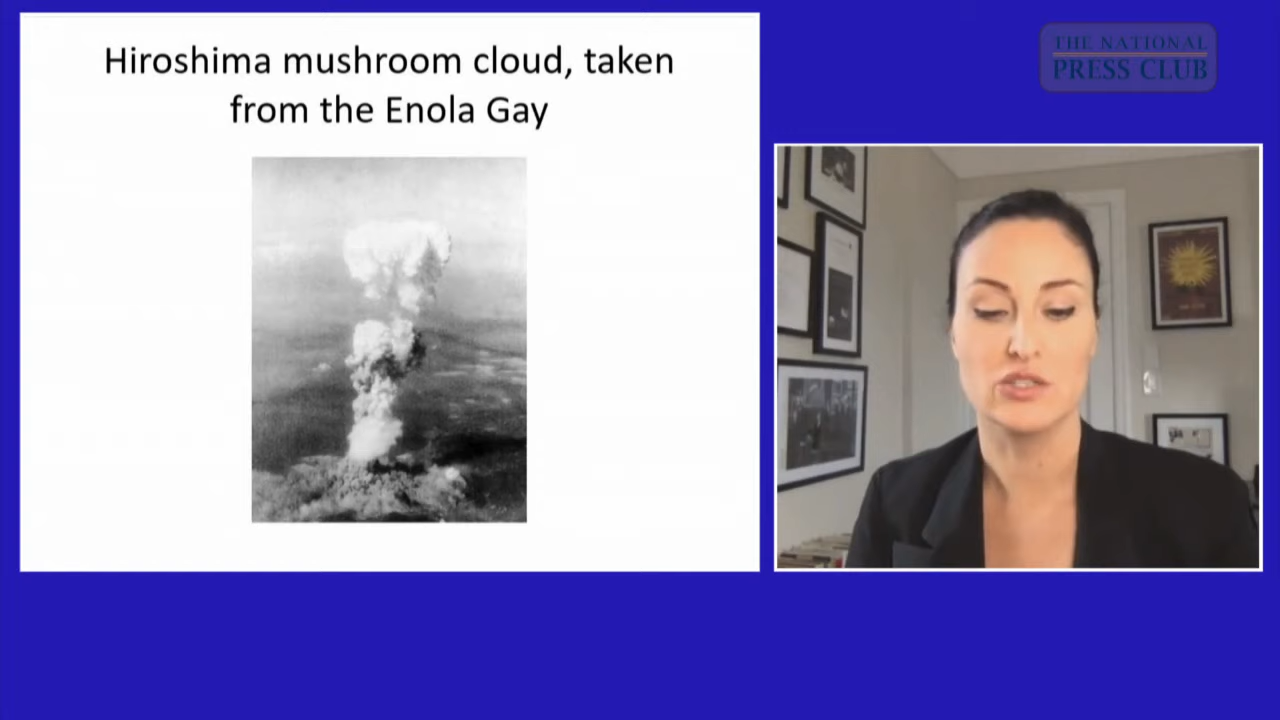 Hiroshima mushroom cloud, taken
from the Enola Gay
THE NATIONAL
PRESS CLUB